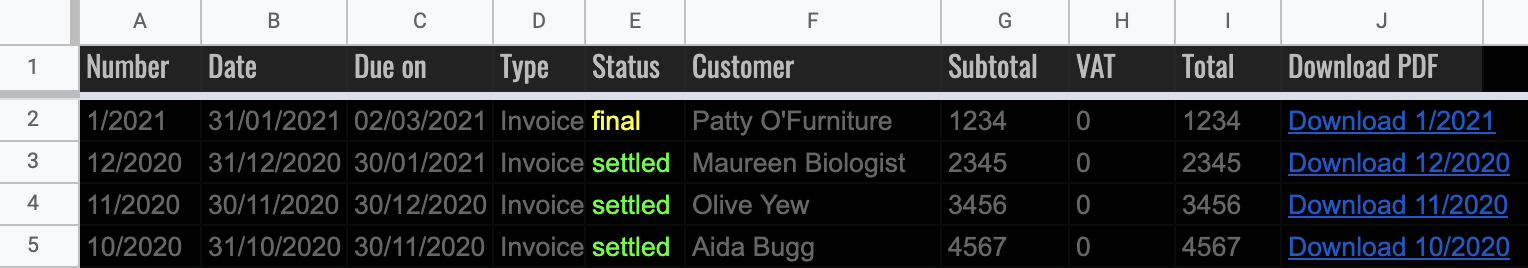 A B C D E F G H I J
1 Number Date Due on Type Status Customer Subtotal VAT Total Download PDF
2 1/2021 31/01/2021 02/03/2021 Invoice final Patty O'Furniture 1234 0 1234 Download 1/2021
3 12/2020 31/12/2020 30/01/2021 Invoice settled Maureen Biologist 2345 0 2345 Download 12/2020
4 11/2020 30/11/2020 30/12/2020 Invoice settled Olive Yew 3456 0 3456 Download 11/2020
5 10/2020 31/10/2020 30/11/2020 Invoice settled Aida Bugg 4567 0 4567 Download 10/2020